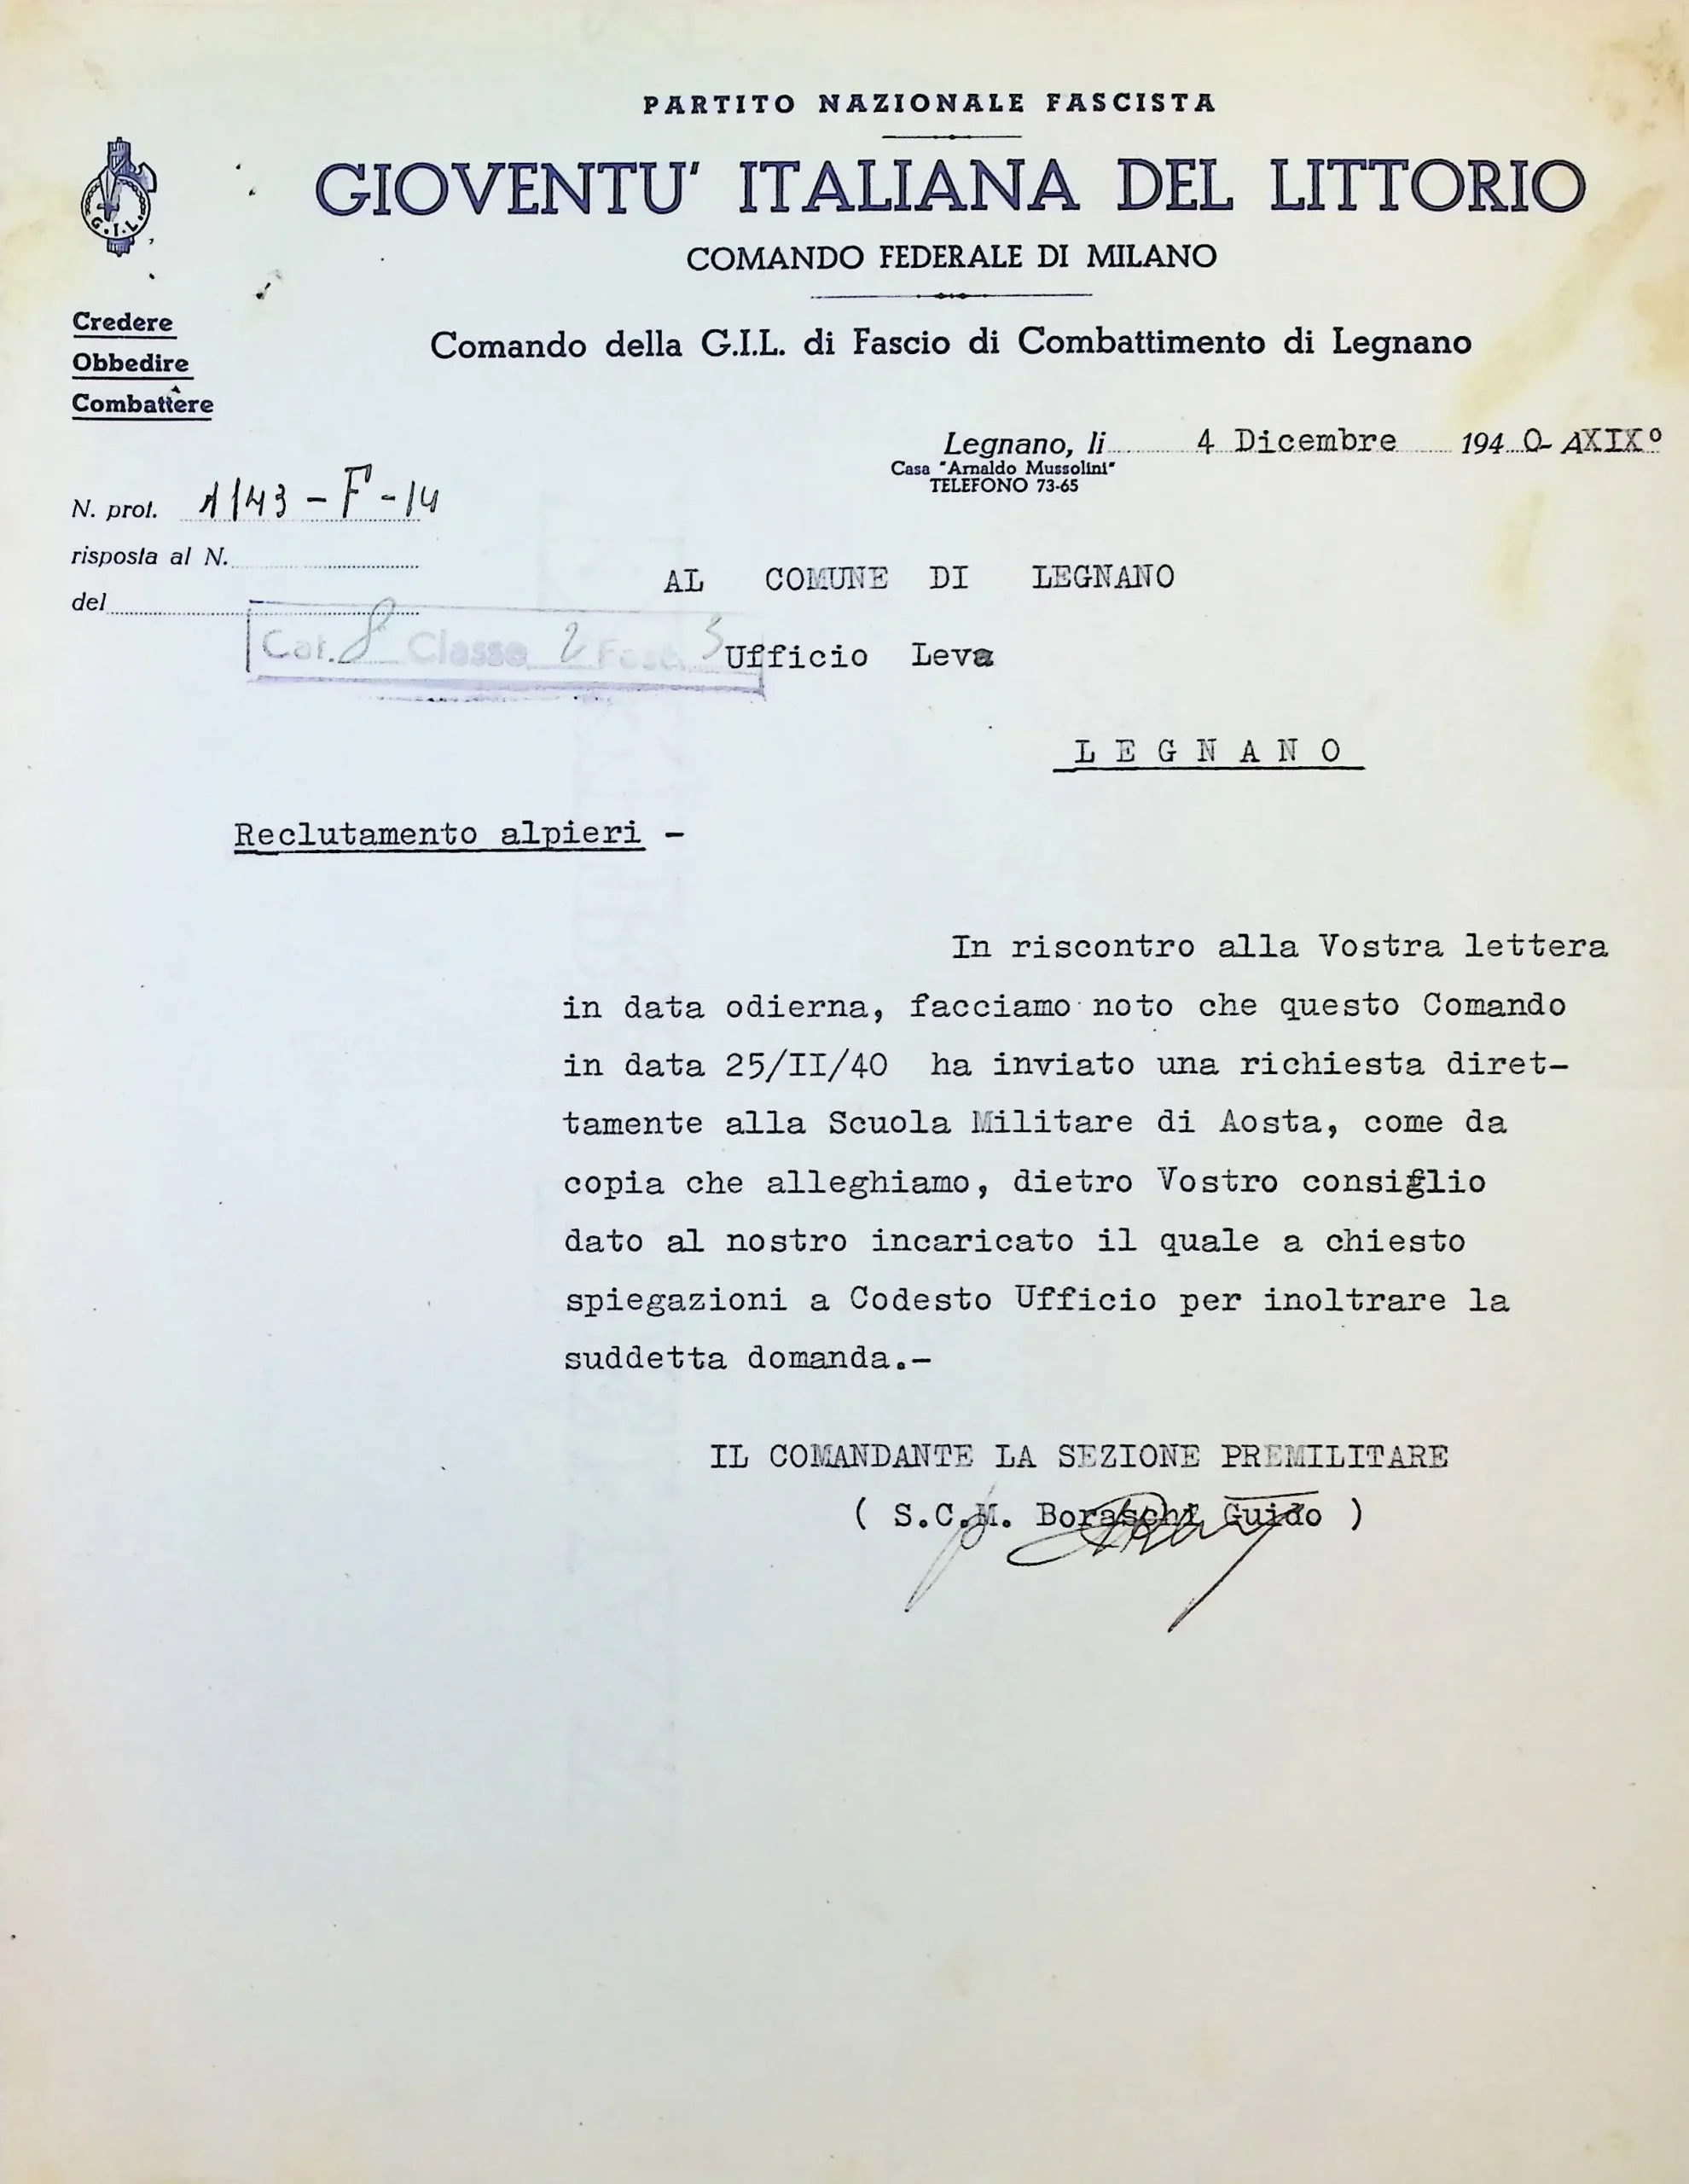 PARTITO NAZIONALE FASCISTA
GIOVENTU' ITALIANA DEL LITTORIO
COMANDO FEDERALE DI MILANO
G.I.L.
Credere
Obbedire
Combattere
Comando della G.I.L. di Fascio di Combattimento di Legnano
Legnano, li 4 Dicembre 1940- AXIXº
Casa "Arnaldo Mussolini"
TELEFONO 73-65
N. prot. 1/43-F-14
risposta al N.
del
AL COMUNE DI LEGNANO
Cat. 8 Classe 2 Fasc. 3
Ufficio Leva
LEGNANO
Reclutamento alpieri -
In riscontro alla Vostra lettera
in data odierna, facciamo noto che questo Comando
in data 25/II/40 ha inviato una richiesta diret-
tamente alla Scuola Militare di Aosta, come da
copia che alleghiamo, dietro Vostro consiglio
dato al nostro incaricato il quale a chiesto
spiegazioni a Codesto Ufficio per inoltrare la
suddetta domanda.-
IL COMANDANTE LA SEZIONE PREMILITARE
( S.C.M. Boraschi Guido )